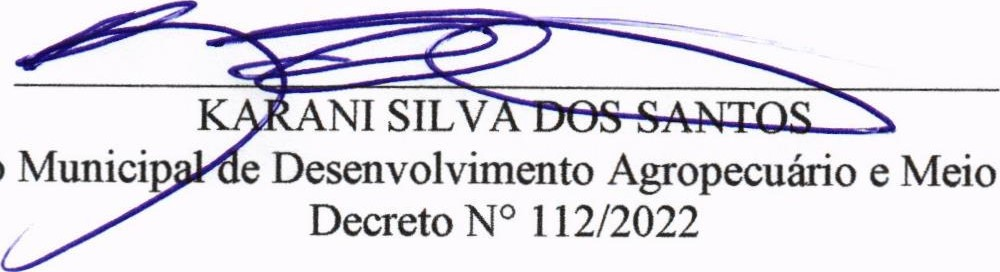 KARANI SILVA DOS SANTOS
o Municipal de Desenvolvimento Agropecuário e Meio
Decreto N° 112/2022